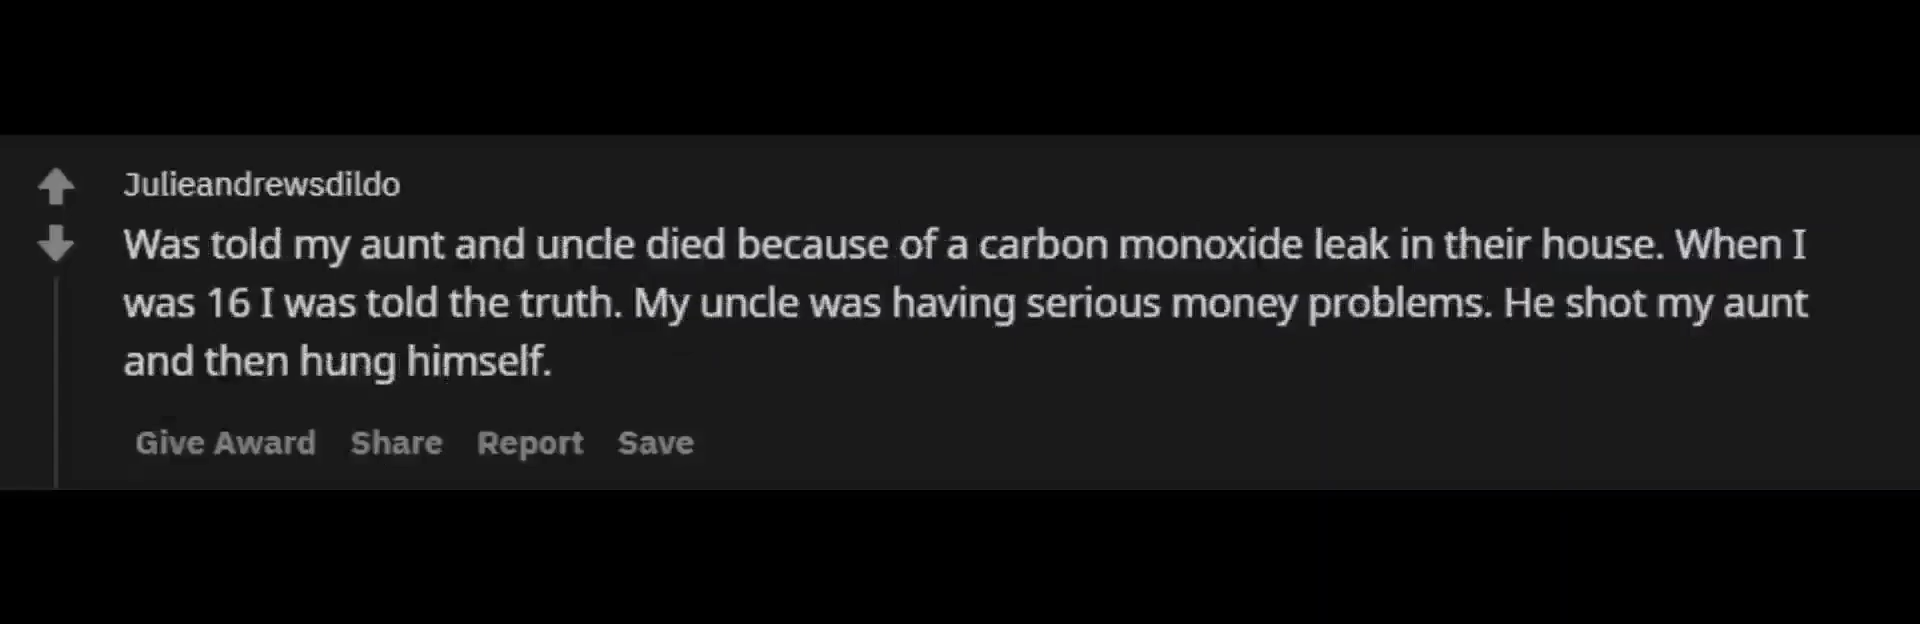 Julieandrewsdildo
Was told my aunt and uncle died because of a carbon monoxide leak in their house. When I
was 16 I was told the truth. My uncle was having serious money problems. He shot my aunt
and then hung himself.
Give Award Share Report Save